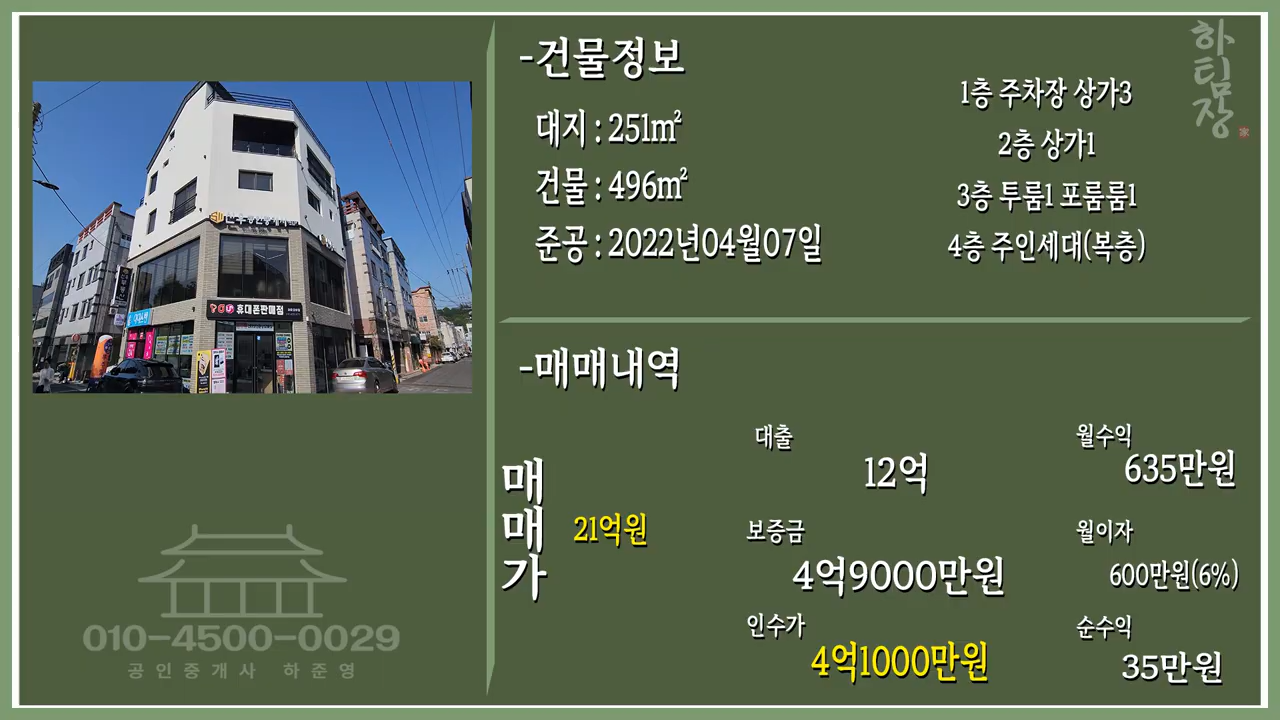 -건물정보
대지 : 251㎡
건물 : 496㎡
준공 : 2022년04월07일
1층 주차장 상가3
2층 상가1
3층 투룸1 포룸룸1
4층 주인세대(복층)
하팀장
家
휴대폰판매점
-매매내역
매매가
21억원
대출
12억
보증금
4억9000만원
인수가
4억1000만원
월수익
635만원
월이자
600만원(6%)
순수익
35만원
010-4500-0029
공인중개사 하준영